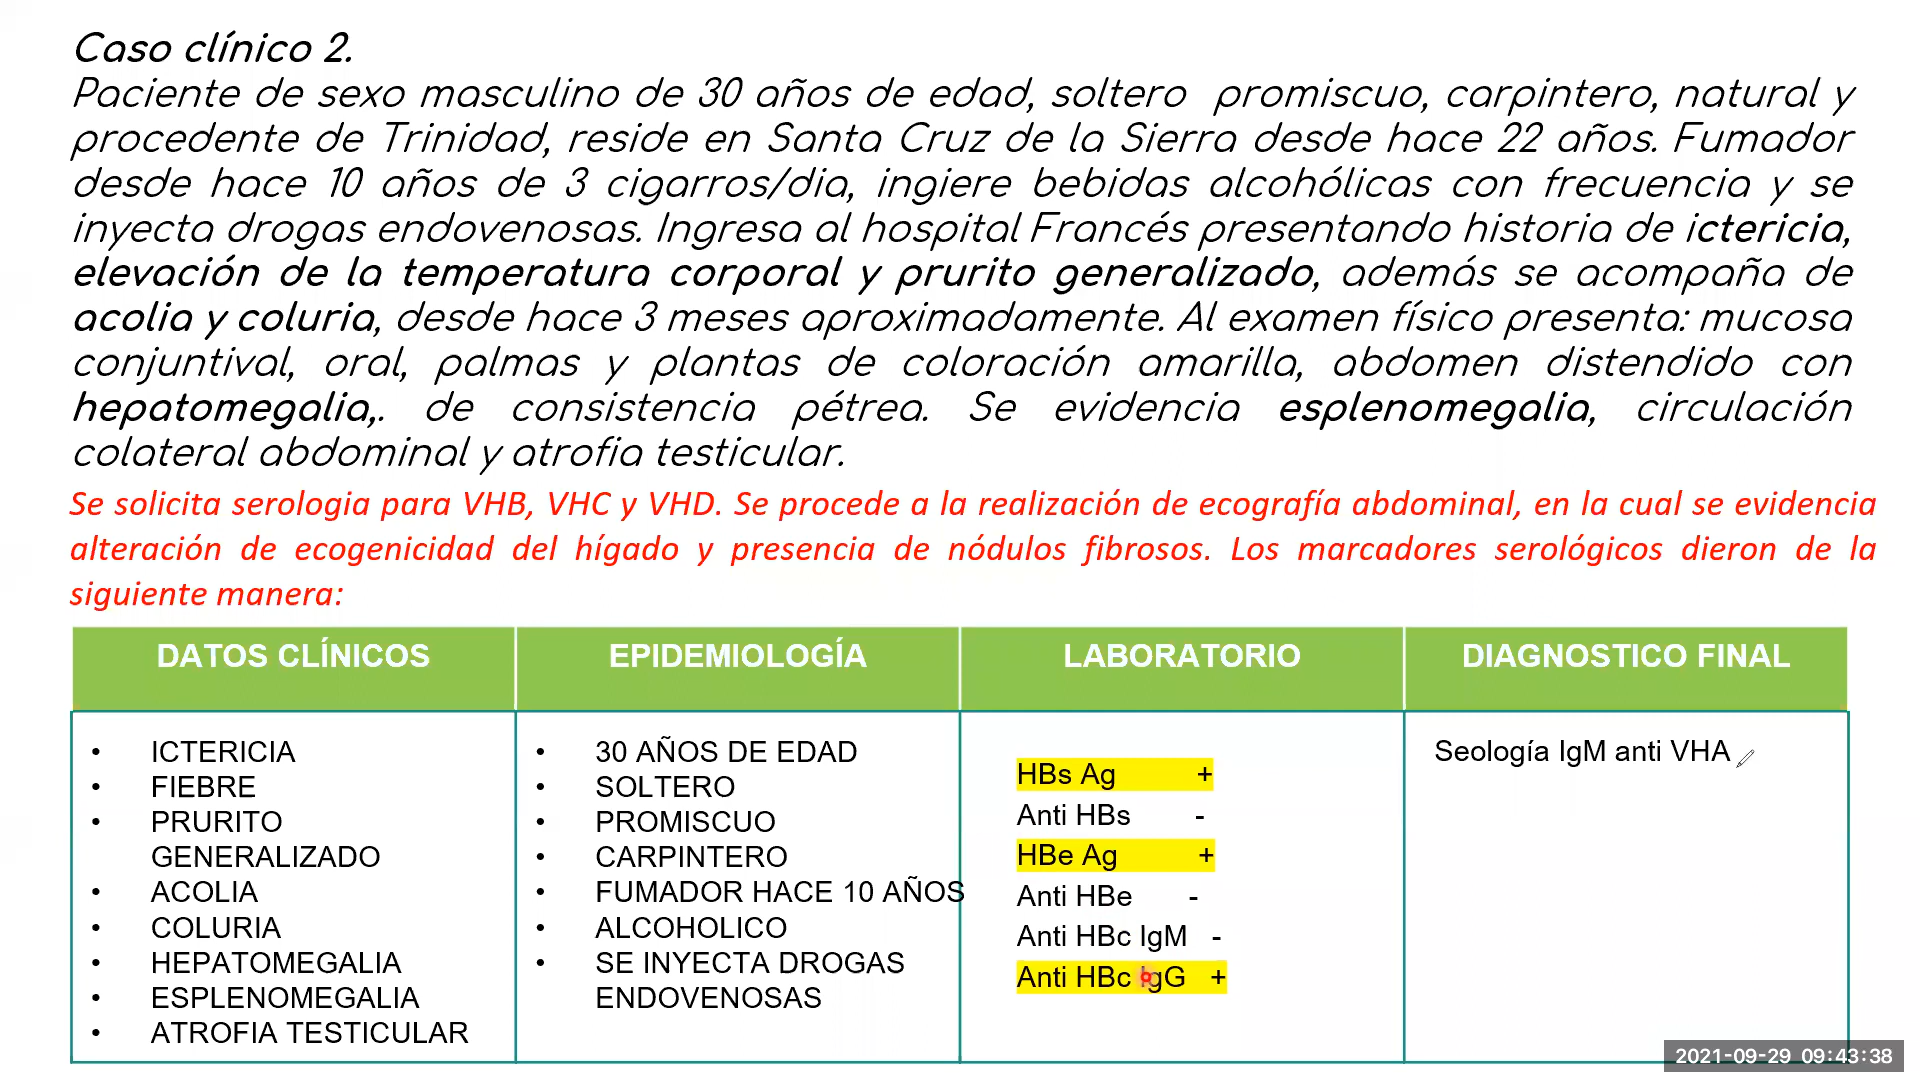 Caso clínico 2.
Paciente de sexo masculino de 30 años de edad, soltero promiscuo, carpintero, natural y
procedente de Trinidad, reside en Santa Cruz de la Sierra desde hace 22 años. Fumador
desde hace 10 años de 3 cigarros/dia, ingiere bebidas alcohólicas con frecuencia y se
inyecta drogas endovenosas. Ingresa al hospital Francés presentando historia de ictericia,
elevación de la temperatura corporal y prurito generalizado, además se acompaña de
acolia y coluria, desde hace 3 meses aproximadamente. Al examen físico presenta: mucosa
conjuntival, oral, palmas y plantas de coloración amarilla, abdomen distendido con
hepatomegalia,. de consistencia pétrea. Se evidencia esplenomegalia, circulación
colateral abdominal y atrofia testicular.
Se solicita serologia para VHB, VHC y VHD. Se procede a la realización de ecografía abdominal, en la cual se evidencia
alteración de ecogenicidad del hígado y presencia de nódulos fibrosos. Los marcadores serológicos dieron de la
siguiente manera:
DATOS CLÍNICOS
• ICTERICIA
• FIEBRE
• PRURITO
GENERALIZADO
• ACOLIA
• COLURIA
• HEPATOMEGALIA
• ESPLENOMEGALIA
• ATROFIA TESTICULAR
EPIDEMIOLOGÍA
• 30 AÑOS DE EDAD
• SOLTERO
• PROMISCUO
• CARPINTERO
• FUMADOR HACE 10 AÑOS
• ALCOHOLICO
• SE INYECTA DROGAS
ENDOVENOSAS
LABORATORIO
HBs Ag +
Anti HBs -
HBe Ag +
Anti HBe -
Anti HBc IgM -
Anti HBc IgG +
DIAGNOSTICO FINAL
Seología IgM anti VHA
2021-09-29 09:43:38